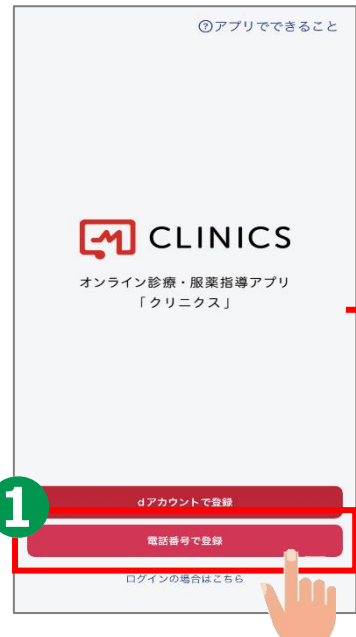 ?アプリでできること
CLINICS
オンライン診療・服薬指導アプリ
「クリニクス」
dアカウントで登録
1
電話番号で登録
ログインの場合はこちら